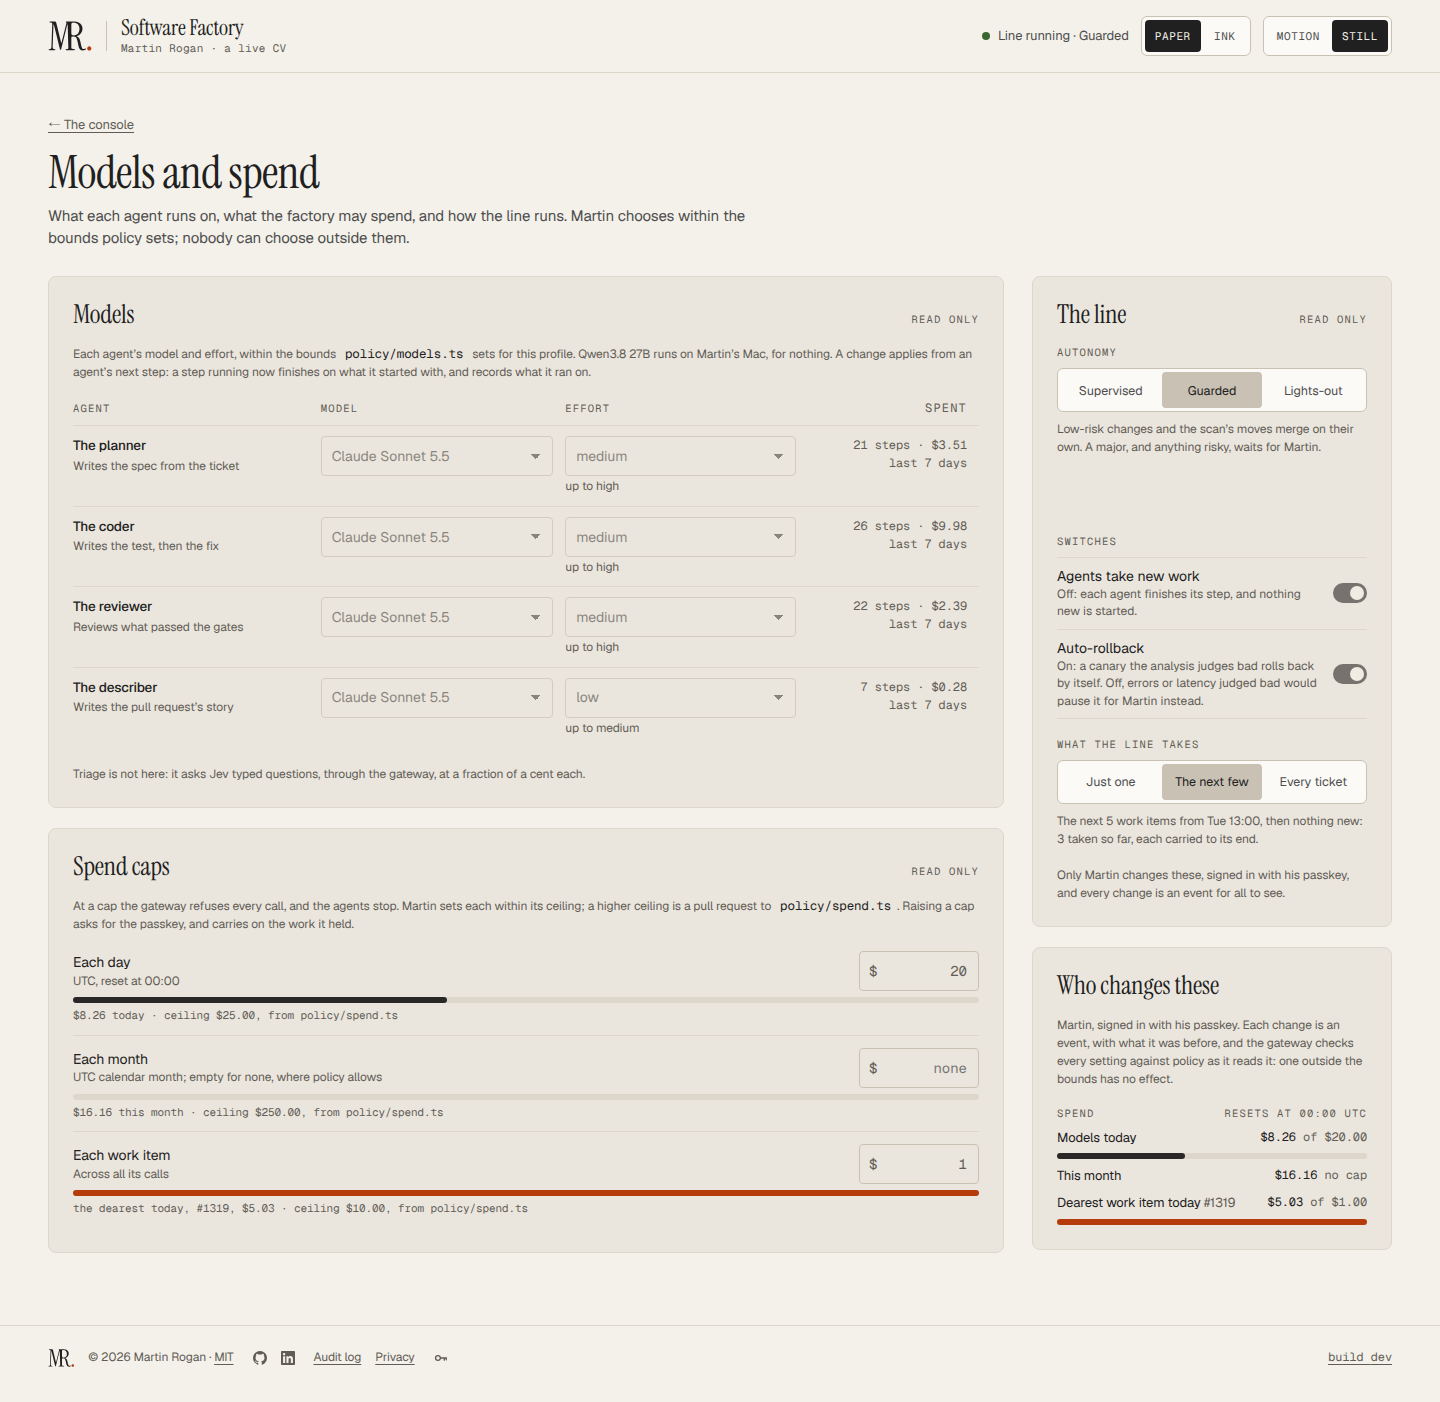 MR.
Software Factory
Martin Rogan · a live CV
Line running · Guarded
PAPER INK
MOTION STILL
← The console
Models and spend
What each agent runs on, what the factory may spend, and how the line runs. Martin chooses within the
bounds policy sets; nobody can choose outside them.
Models
READ ONLY
Each agent's model and effort, within the bounds policy/models.ts sets for this profile. Qwen3.8 27B runs on Martin's Mac, for nothing. A change applies from an
agent's next step: a step running now finishes on what it started with, and records what it ran on.
AGENT MODEL EFFORT SPENT
The planner
Writes the spec from the ticket
Claude Sonnet 5.5
medium
up to high
21 steps · $3.51
last 7 days
The coder
Writes the test, then the fix
Claude Sonnet 5.5
medium
up to high
26 steps · $9.98
last 7 days
The reviewer
Reviews what passed the gates
Claude Sonnet 5.5
medium
up to high
22 steps · $2.39
last 7 days
The describer
Writes the pull request's story
Claude Sonnet 5.5
low
up to medium
7 steps · $0.28
last 7 days
Triage is not here: it asks Jev typed questions, through the gateway, at a fraction of a cent each.
Spend caps
READ ONLY
At a cap the gateway refuses every call, and the agents stop. Martin sets each within its ceiling; a higher ceiling is a pull request to policy/spend.ts . Raising a cap
asks for the passkey, and carries on the work it held.
Each day
UTC, reset at 00:00
$ 20
$8.26 today · ceiling $25.00, from policy/spend.ts
Each month
UTC calendar month; empty for none, where policy allows
$ none
$16.16 this month · ceiling $250.00, from policy/spend.ts
Each work item
Across all its calls
$ 1
the dearest today, #1319, $5.03 · ceiling $10.00, from policy/spend.ts
The line
READ ONLY
AUTONOMY
Supervised Guarded Lights-out
Low-risk changes and the scan's moves merge on their
own. A major, and anything risky, waits for Martin.
SWITCHES
Agents take new work
Off: each agent finishes its step, and nothing
new is started.
Auto-rollback
On: a canary the analysis judges bad rolls back
by itself. Off, errors or latency judged bad would
pause it for Martin instead.
WHAT THE LINE TAKES
Just one The next few Every ticket
The next 5 work items from Tue 13:00, then nothing new:
3 taken so far, each carried to its end.
Only Martin changes these, signed in with his passkey,
and every change is an event for all to see.
Who changes these
Martin, signed in with his passkey. Each change is an
event, with what it was before, and the gateway checks
every setting against policy as it reads it: one outside the
bounds has no effect.
SPEND RESETS AT 00:00 UTC
Models today $8.26 of $20.00
This month $16.16 no cap
Dearest work item today #1319 $5.03 of $1.00
MR. © 2026 Martin Rogan · MIT
Audit log Privacy
build dev